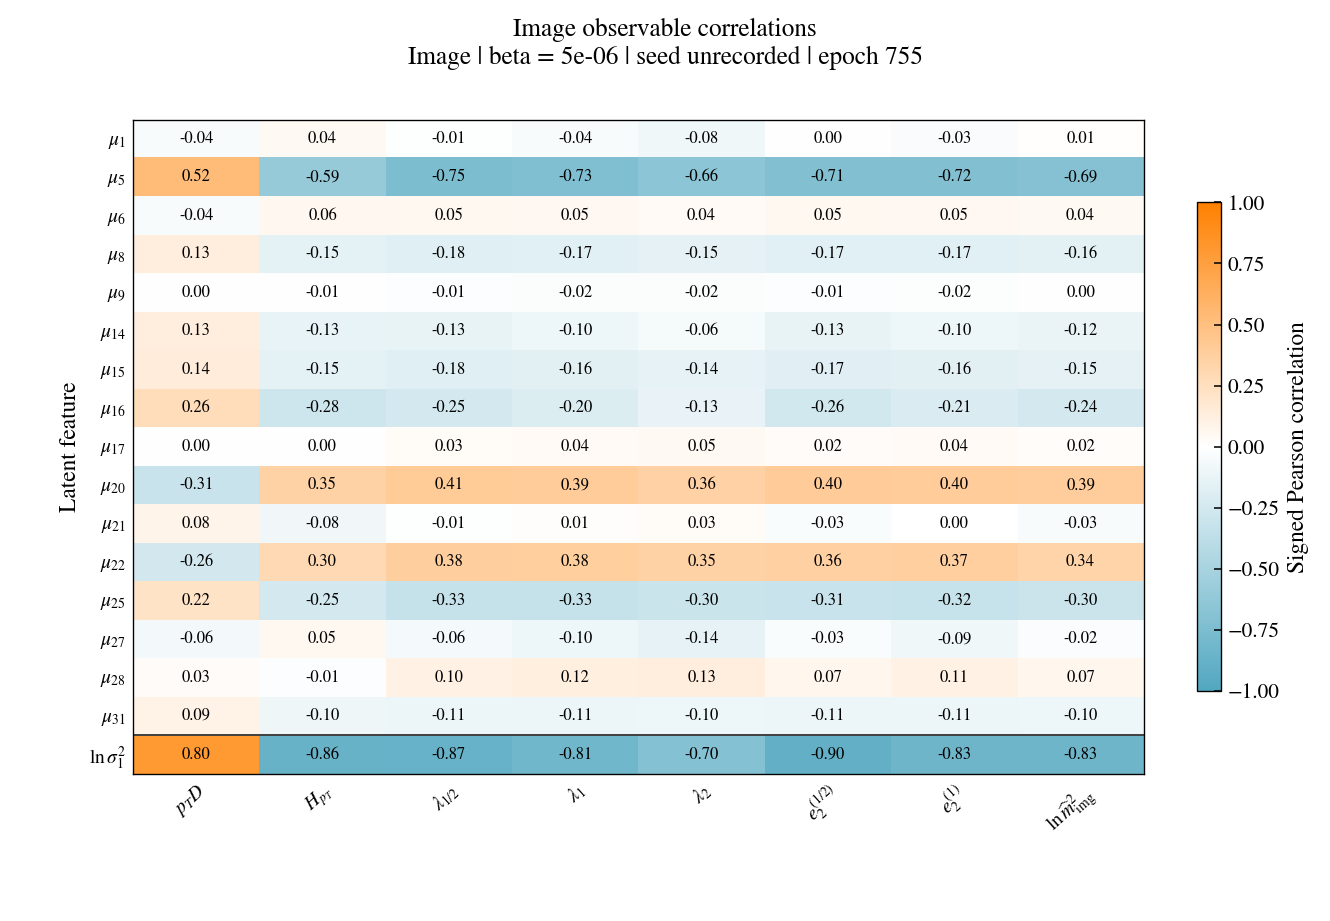 Image observable correlations
Image | beta = 5e-06 | seed unrecorded | epoch 755
Latent feature
μ1 -0.04 0.04 -0.01 -0.04 -0.08 0.00 -0.03 0.01
μ5 0.52 -0.59 -0.75 -0.73 -0.66 -0.71 -0.72 -0.69
μ6 -0.04 0.06 0.05 0.05 0.04 0.05 0.05 0.04
μ8 0.13 -0.15 -0.18 -0.17 -0.15 -0.17 -0.17 -0.16
μ9 0.00 -0.01 -0.01 -0.02 -0.02 -0.01 -0.02 0.00
μ14 0.13 -0.13 -0.13 -0.10 -0.06 -0.13 -0.10 -0.12
μ15 0.14 -0.15 -0.18 -0.16 -0.14 -0.17 -0.16 -0.15
μ16 0.26 -0.28 -0.25 -0.20 -0.13 -0.26 -0.21 -0.24
μ17 0.00 0.00 0.03 0.04 0.05 0.02 0.04 0.02
μ20 -0.31 0.35 0.41 0.39 0.36 0.40 0.40 0.39
μ21 0.08 -0.08 -0.01 0.01 0.03 -0.03 0.00 -0.03
μ22 -0.26 0.30 0.38 0.38 0.35 0.36 0.37 0.34
μ25 0.22 -0.25 -0.33 -0.33 -0.30 -0.31 -0.32 -0.30
μ27 -0.06 0.05 -0.06 -0.10 -0.14 -0.03 -0.09 -0.02
μ28 0.03 -0.01 0.10 0.12 0.13 0.07 0.11 0.07
μ31 0.09 -0.10 -0.11 -0.11 -0.10 -0.11 -0.11 -0.10
ln σ_1^2 0.80 -0.86 -0.87 -0.81 -0.70 -0.90 -0.83 -0.83
p_T D H_{p_T} λ_{1/2} λ_1 λ_2 e_2^{(1/2)} e_2^{(1)} ln m̂_img^2
1.00
0.75
0.50
0.25
0.00
−0.25
−0.50
−0.75
−1.00
Signed Pearson correlation